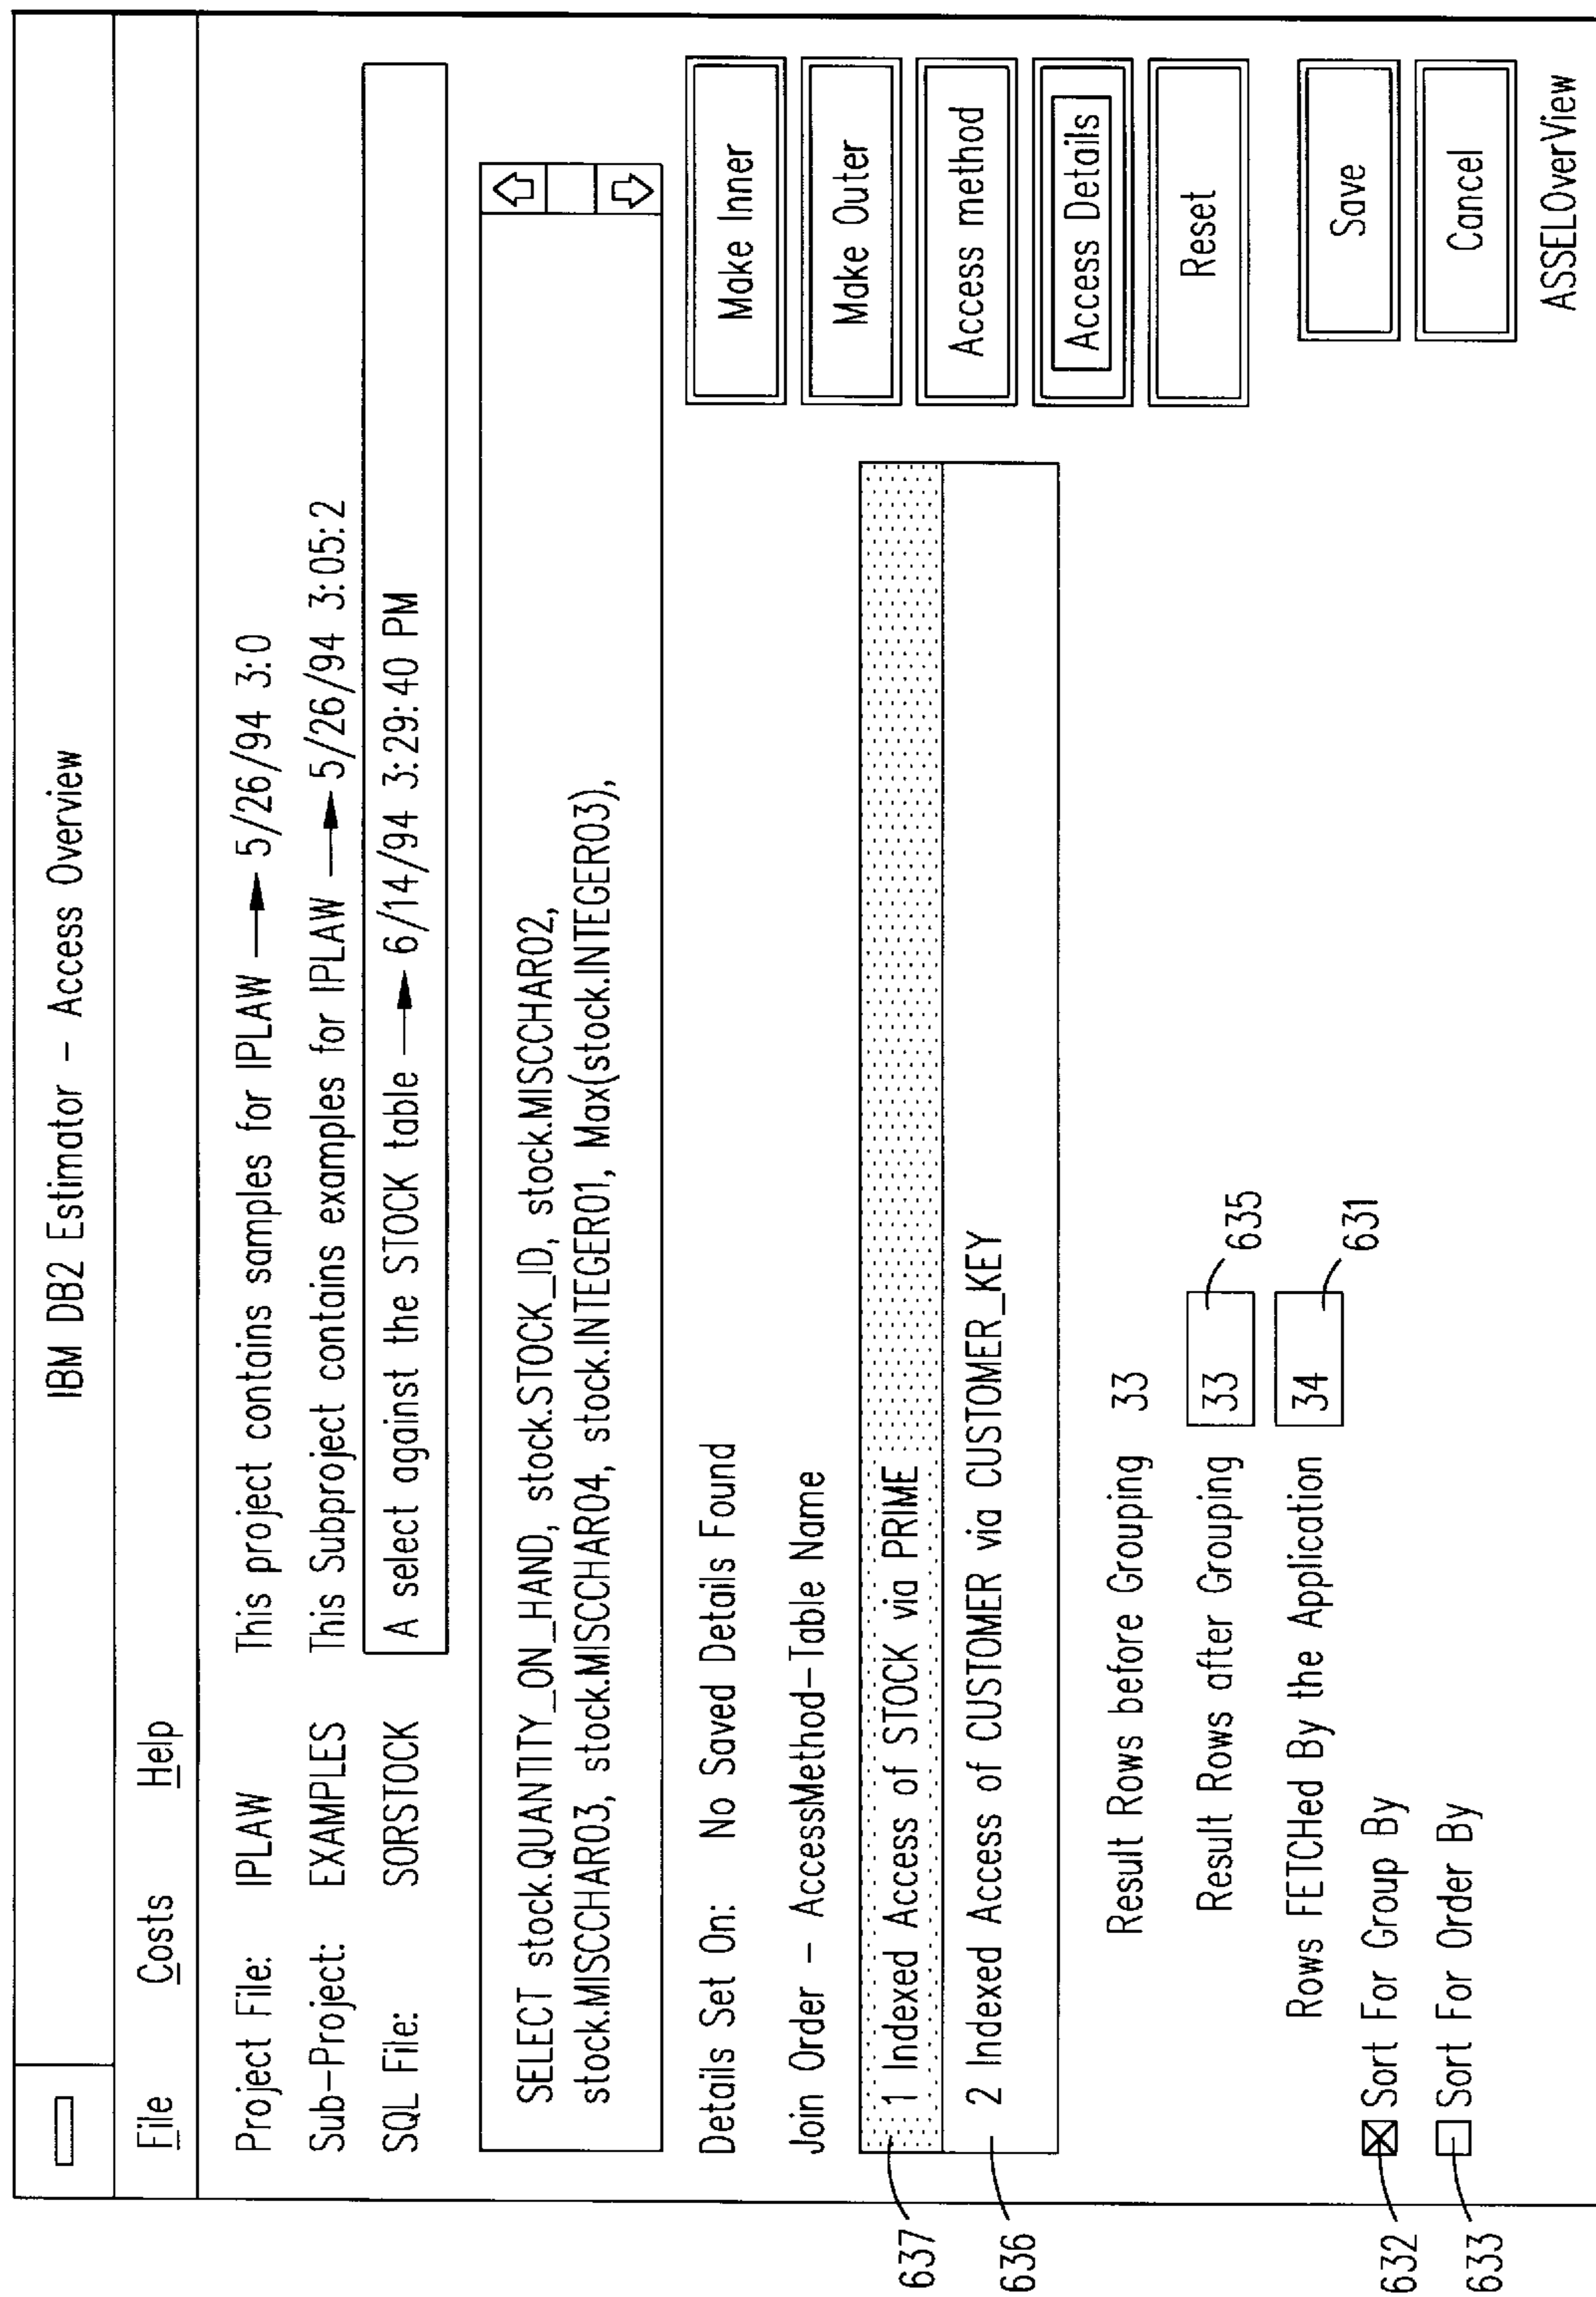 IBM DB2 Estimator - Access Overview
File Costs Help
Project File: IPLAW This project contains samples for IPLAW 5/26/94 3:0
Sub-Project: EXAMPLES This Subproject contains examples for IPLAW 5/26/94 3:05:2
SQL File: SORSTOCK A select against the STOCK table 6/14/94 3:29:40 PM
SELECT stock.QUANTITY_ON_HAND, stock.STOCK_ID, stock.MISCCHAR02,
stock.MISCCHAR03, stock.MISCCHAR04, stock.INTEGER01, Max(stock.INTEGER03),
Details Set On: No Saved Details Found
Make Inner
Join Order - AccessMethod-Table Name
Make Outer
637
1 Indexed Access of STOCK via PRIME
Access method
636
2 Indexed Access of CUSTOMER via CUSTOMER_KEY
Access Details
Result Rows before Grouping 33
Reset
Result Rows after Grouping 33 635
Rows FETCHed By the Application 34 631
Save
632 Sort For Group By
633 Sort For Order By
Cancel
ASSELOverView